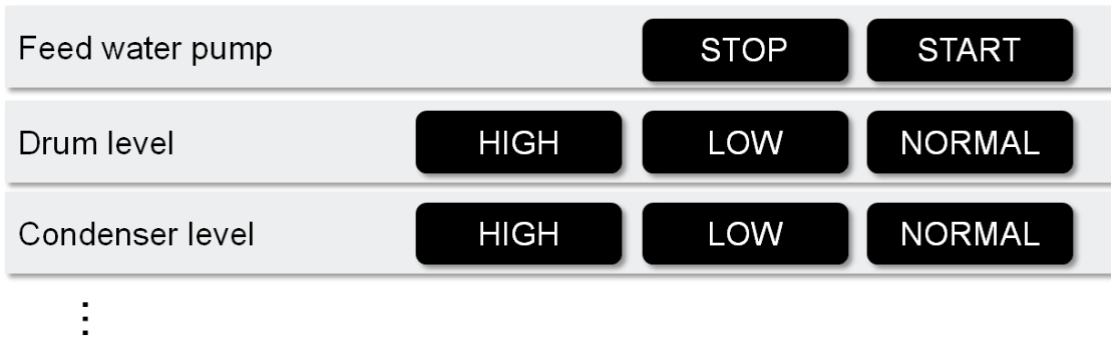 Feed water pump STOP START
Drum level HIGH LOW NORMAL
Condenser level HIGH LOW NORMAL
⋮